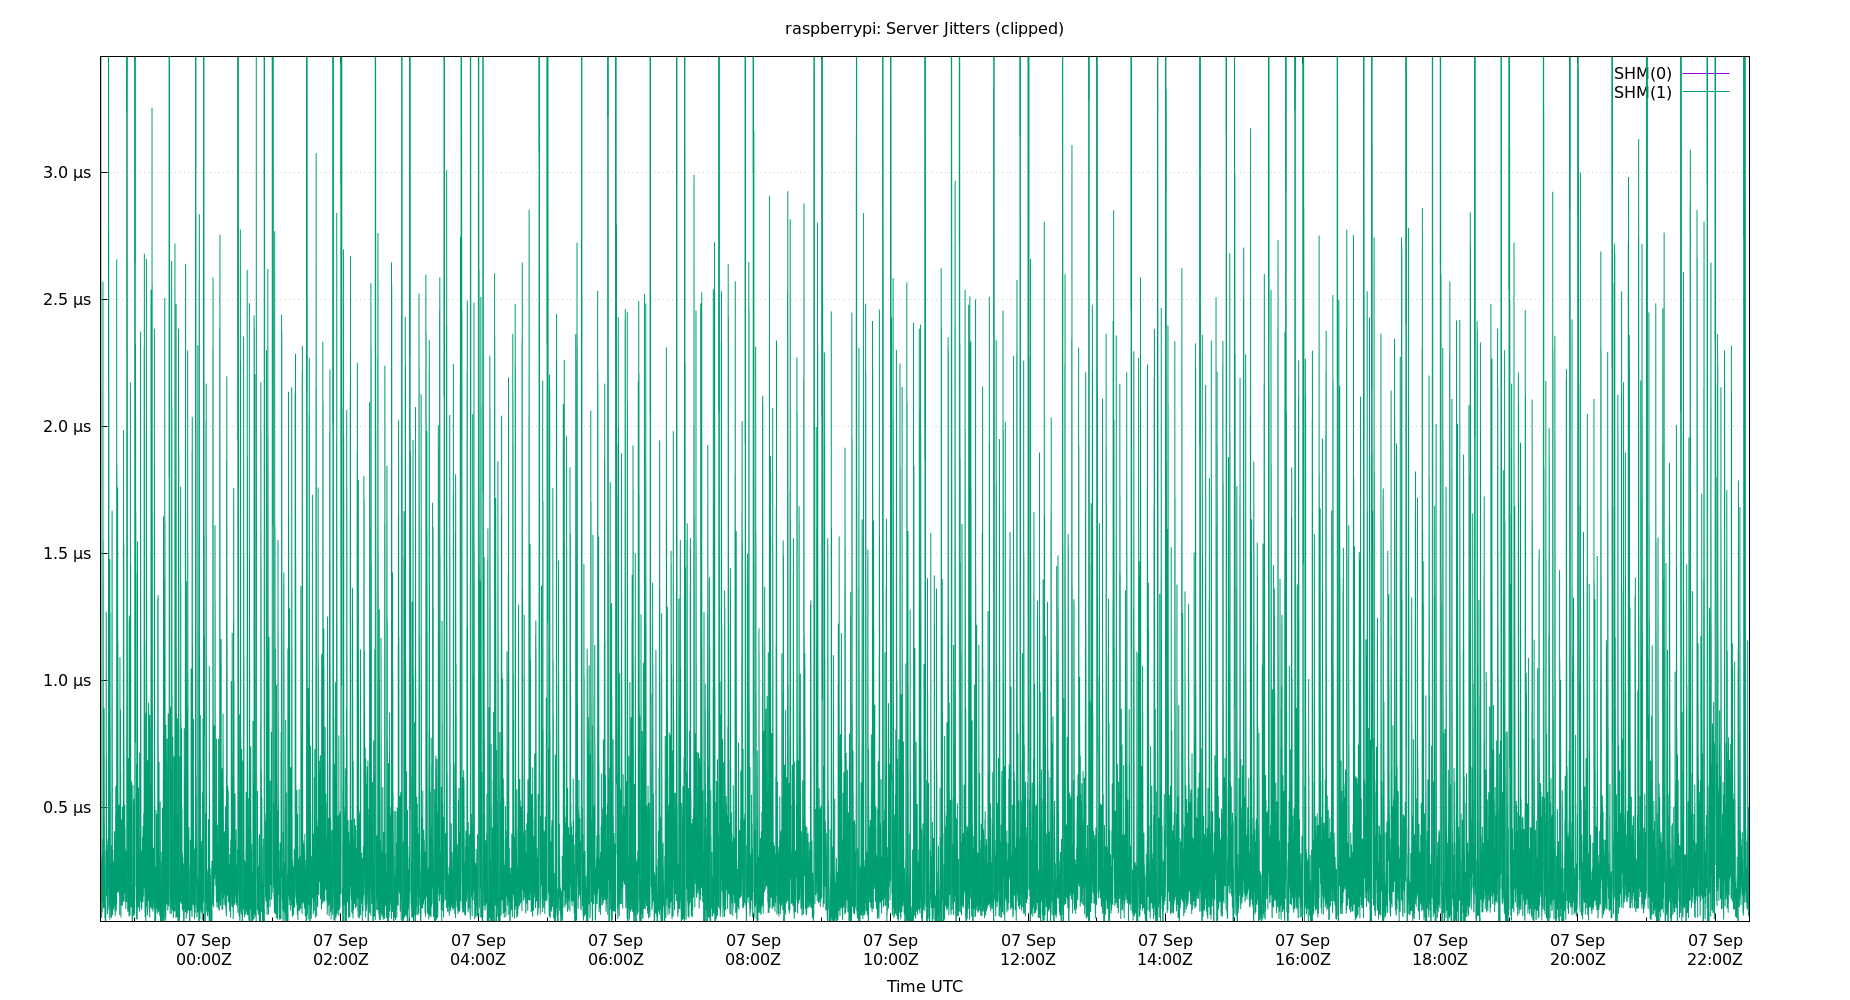 raspberrypi: Server Jitters (clipped)
SHM(0)
SHM(1)
3.0 µs
2.5 µs
2.0 µs
1.5 µs
1.0 µs
0.5 µs
07 Sep 07 Sep 07 Sep 07 Sep 07 Sep 07 Sep 07 Sep 07 Sep 07 Sep 07 Sep 07 Sep 07 Sep
00:00Z 02:00Z 04:00Z 06:00Z 08:00Z 10:00Z 12:00Z 14:00Z 16:00Z 18:00Z 20:00Z 22:00Z
Time UTC